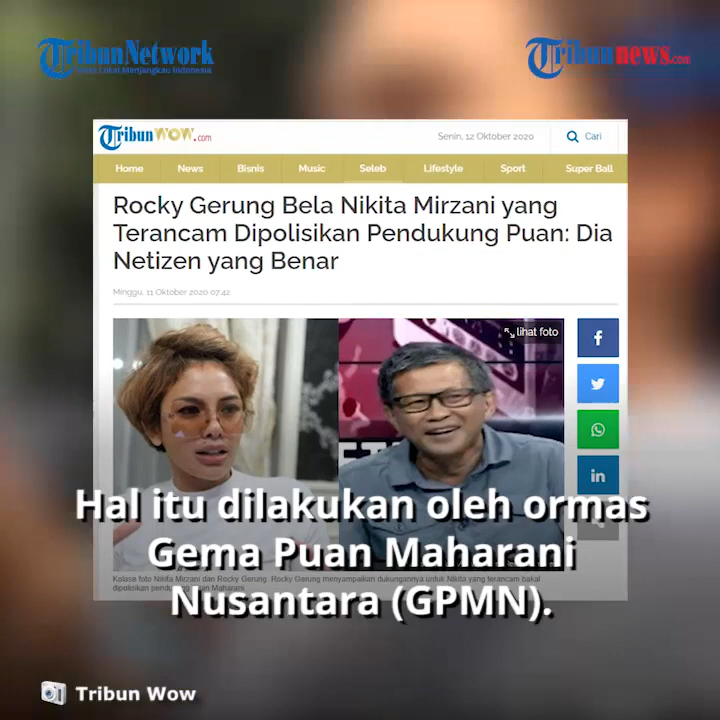 TribunNetwork
Tribunnews.com
TribunWOW.com
Senin, 12 Oktober 2020
Cari
Home News Bisnis Music Seleb Lifestyle Sport Super Ball
Rocky Gerung Bela Nikita Mirzani yang
Terancam Dipolisikan Pendukung Puan: Dia
Netizen yang Benar
Minggu, 11 Oktober 2020 07:42
lihat foto
Hal itu dilakukan oleh ormas
Gema Puan Maharani
Nusantara (GPMN).
Kolase foto Nikita Mirzani dan Rocky Gerung. Rocky Gerung menyampaikan dukungannya untuk Nikita yang terancam bakal
dipolisikan Puan Maharani
Tribun Wow